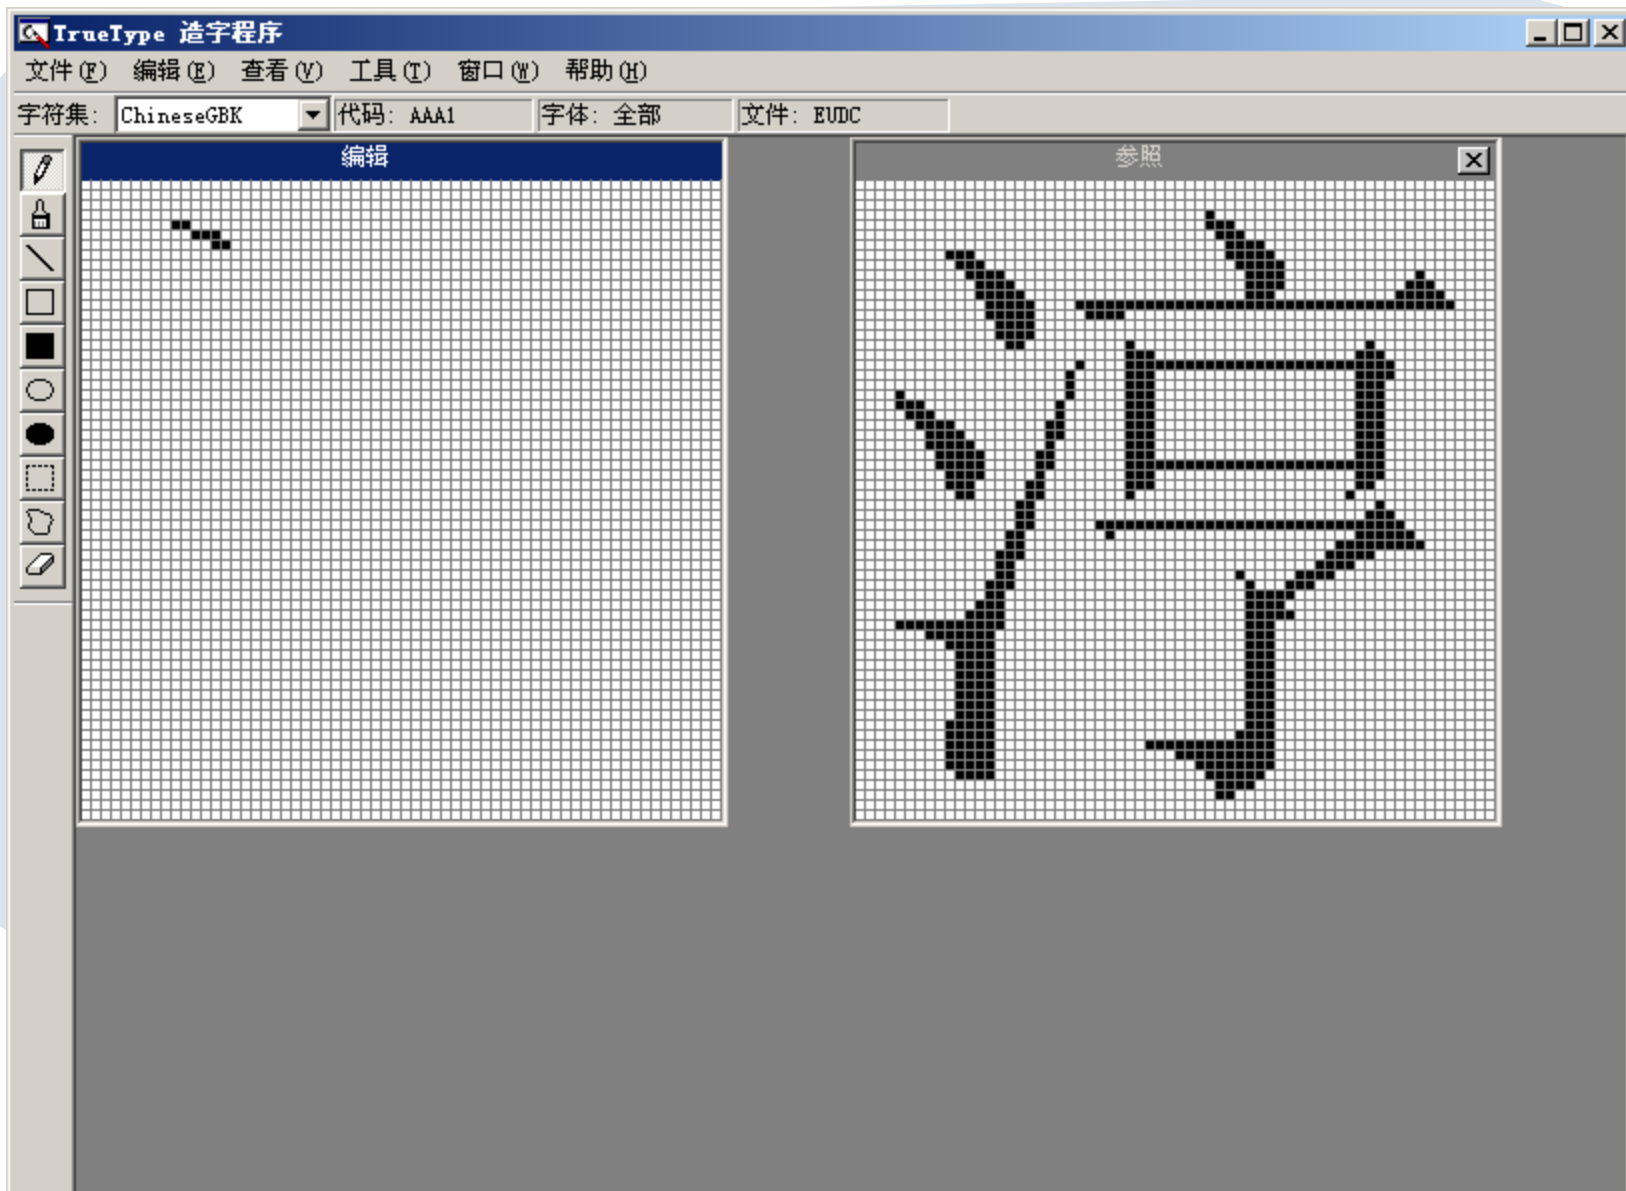 TrueType 造字程序
文件(F) 编辑(E) 查看(V) 工具(T) 窗口(W) 帮助(H)
字符集: ChineseGBK 代码: AAA1 字体: 全部 文件: EUDC
编辑 参照
涥